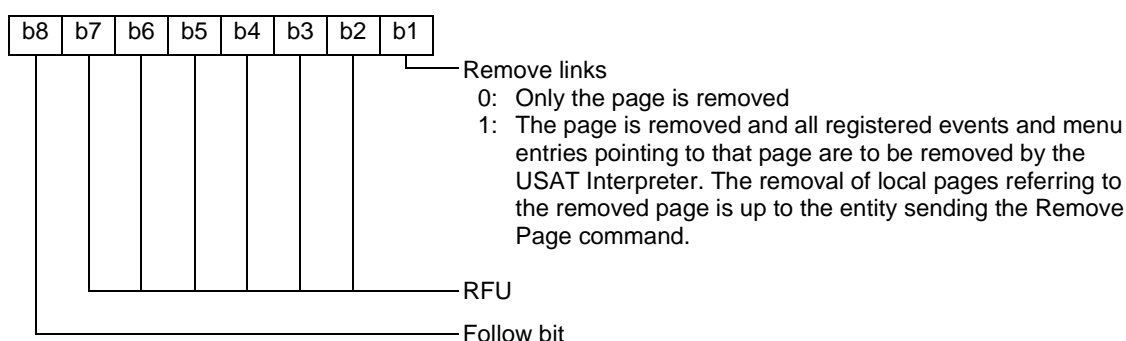 b8 b7 b6 b5 b4 b3 b2 b1
Remove links
0: Only the page is removed
1: The page is removed and all registered events and menu
entries pointing to that page are to be removed by the
USAT Interpreter. The removal of local pages referring to
the removed page is up to the entity sending the Remove
Page command.
RFU
Follow bit